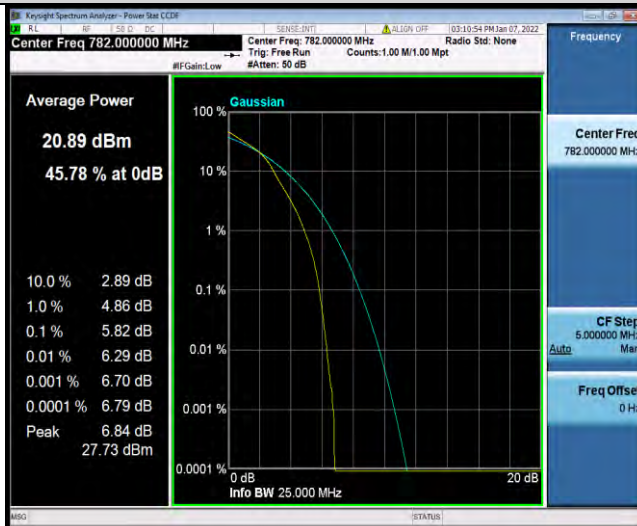 Keysight Spectrum Analyzer - Power Stat CCDF
RL RF 50 Ω DC SENSE:INT ALIGN OFF 03:10:54 PM Jan 07, 2022
Center Freq 782.000000 MHz
Center Freq: 782.000000 MHz Radio Std: None
Trig: Free Run Counts:1.00 M/1.00 Mpt
#IFGain:Low #Atten: 50 dB
Frequency
Average Power
20.89 dBm
45.78 % at 0dB
10.0 % 2.89 dB
1.0 % 4.86 dB
0.1 % 5.82 dB
0.01 % 6.29 dB
0.001 % 6.70 dB
0.0001 % 6.79 dB
Peak 6.84 dB
27.73 dBm
Gaussian
100 %
10 %
1 %
0.1 %
0.01 %
0.001 %
0.0001 %
0 dB 20 dB
Info BW 25.000 MHz
Center Freq
782.000000 MHz
CF Step
5.000000 MHz
Auto Man
Freq Offset
0 Hz
MSG STATUS